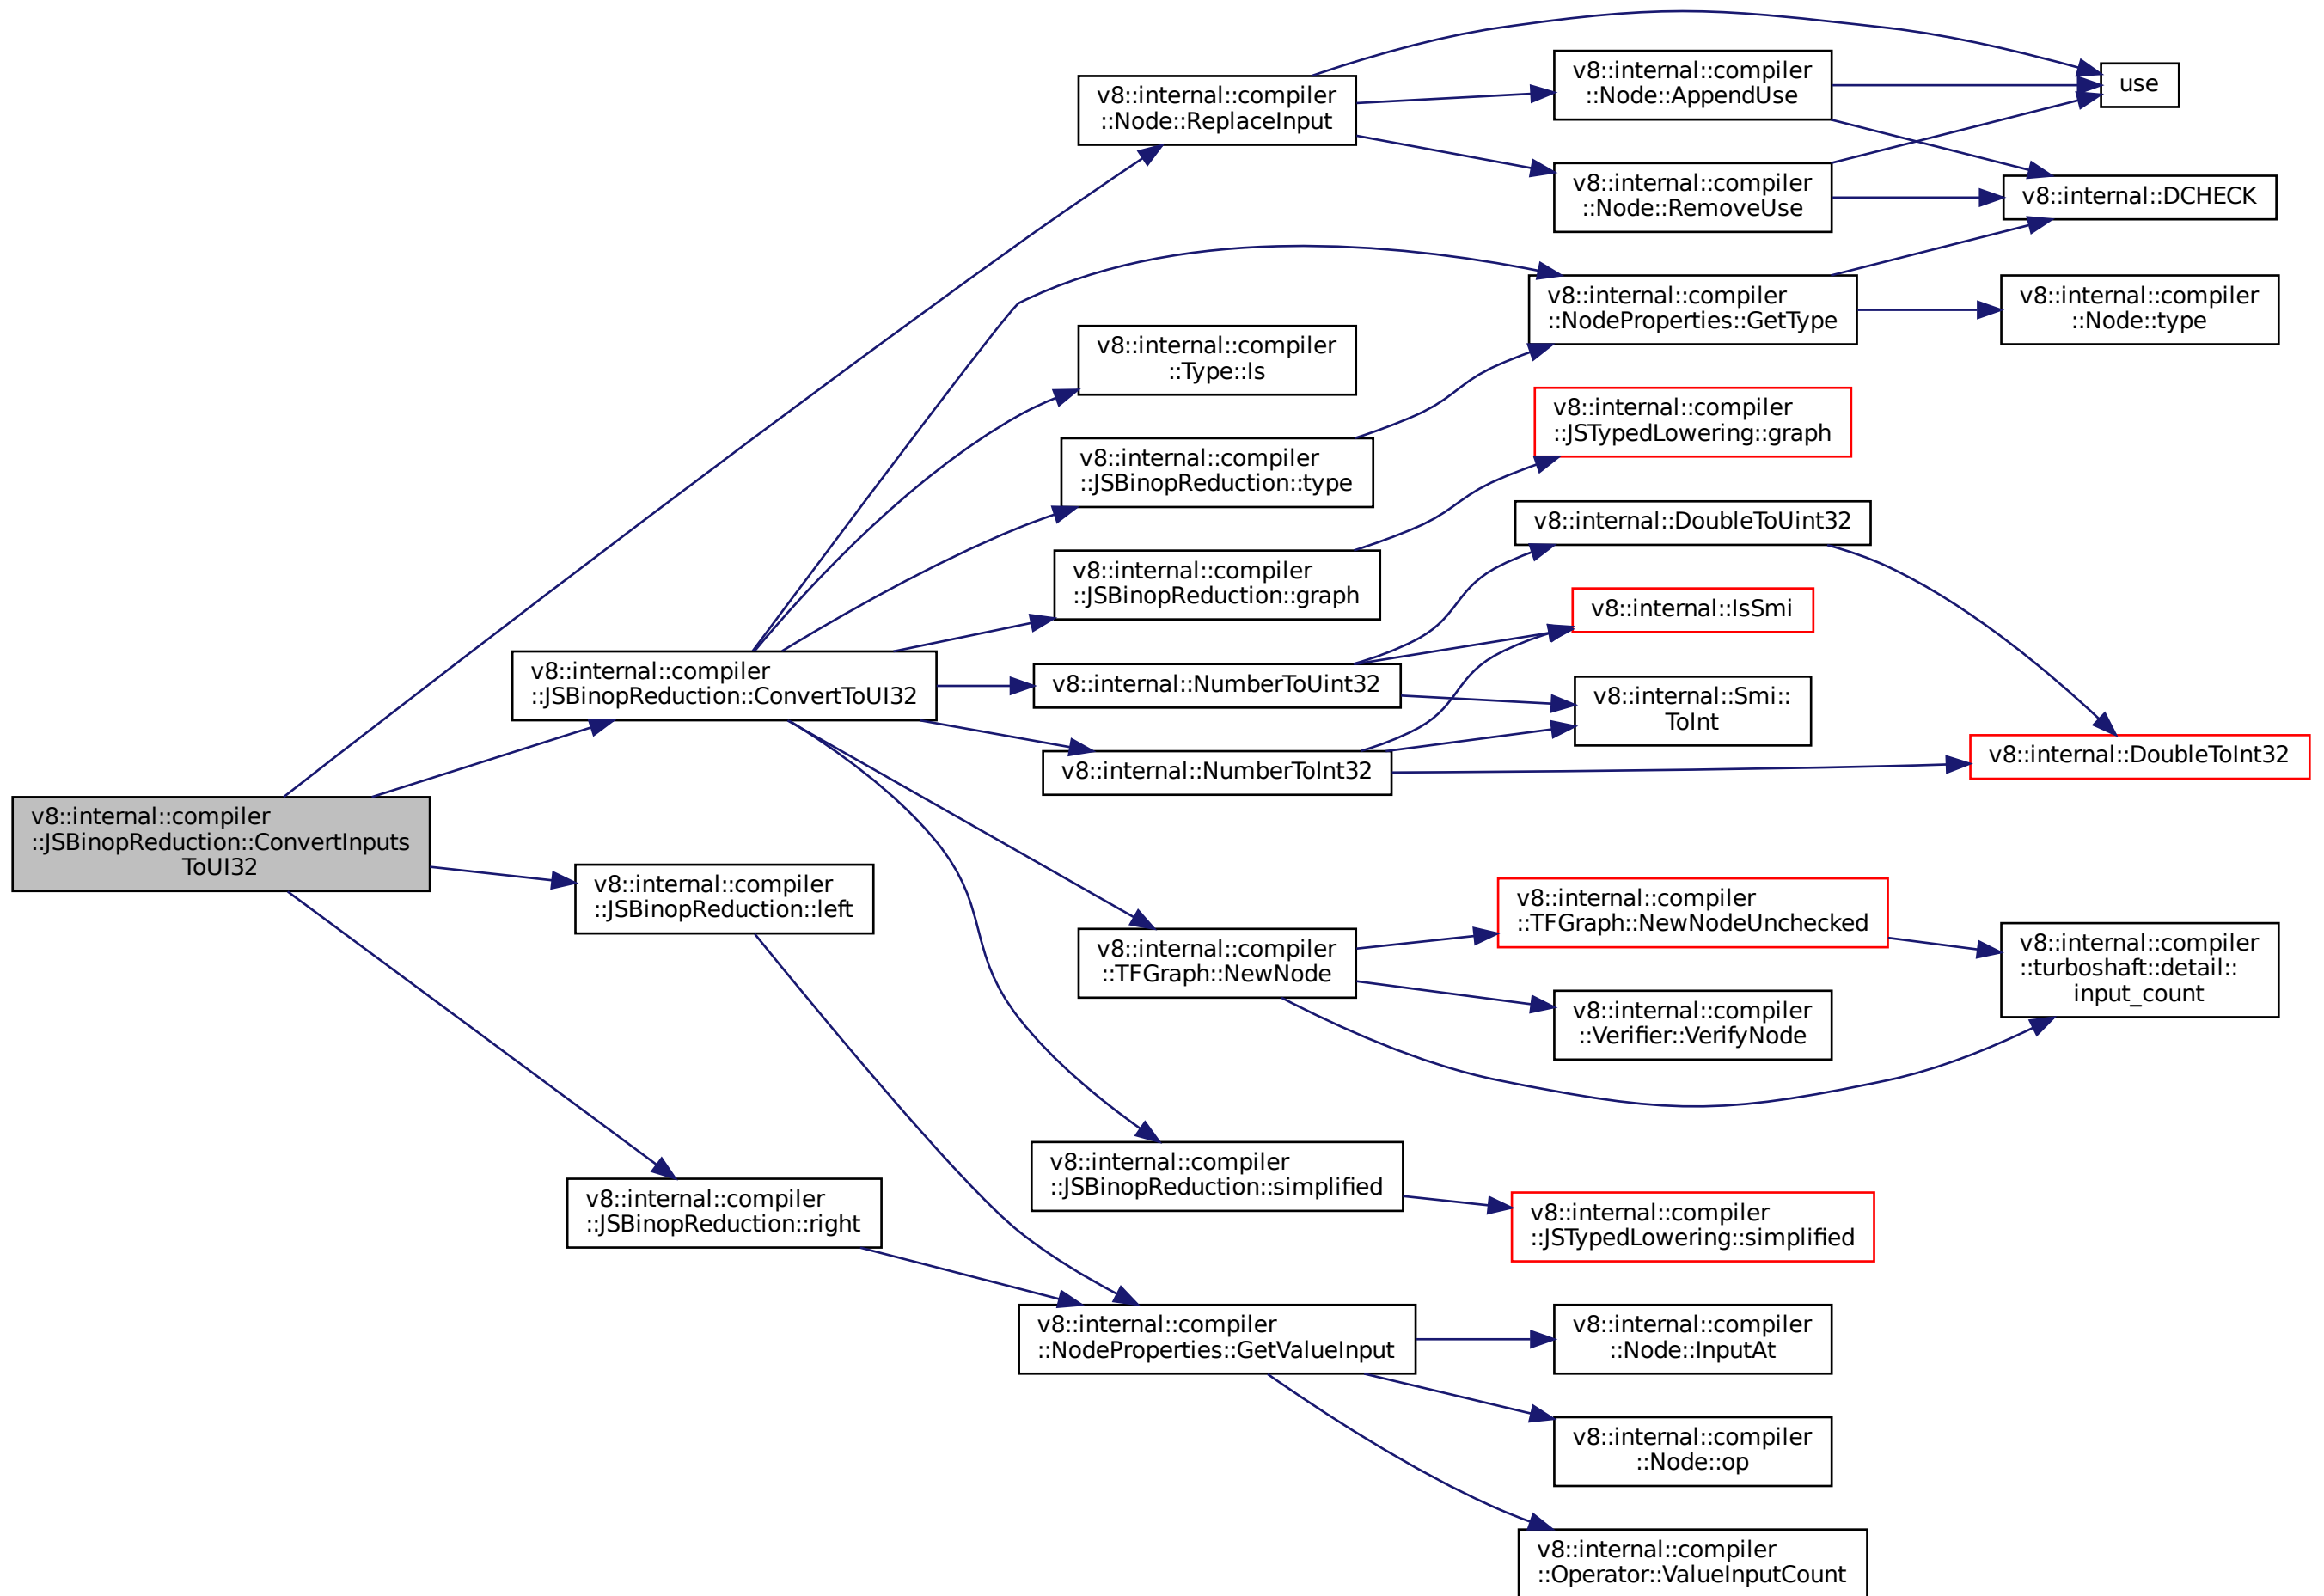 v8::internal::compiler
::JSBinopReduction::ConvertInputs
ToUI32
v8::internal::compiler
::JSBinopReduction::ConvertToUI32
v8::internal::compiler
::JSBinopReduction::left
v8::internal::compiler
::JSBinopReduction::right
v8::internal::compiler
::Node::ReplaceInput
v8::internal::compiler
::Type::Is
v8::internal::compiler
::JSBinopReduction::type
v8::internal::compiler
::JSBinopReduction::graph
v8::internal::NumberToUint32
v8::internal::NumberToInt32
v8::internal::compiler
::TFGraph::NewNode
v8::internal::compiler
::JSBinopReduction::simplified
v8::internal::compiler
::NodeProperties::GetValueInput
v8::internal::compiler
::Node::AppendUse
v8::internal::compiler
::Node::RemoveUse
v8::internal::compiler
::NodeProperties::GetType
v8::internal::compiler
::JSTypedLowering::graph
v8::internal::DoubleToUint32
v8::internal::IsSmi
v8::internal::Smi::
ToInt
v8::internal::compiler
::TFGraph::NewNodeUnchecked
v8::internal::compiler
::Verifier::VerifyNode
v8::internal::compiler
::JSTypedLowering::simplified
v8::internal::compiler
::Node::InputAt
v8::internal::compiler
::Node::op
v8::internal::compiler
::Operator::ValueInputCount
use
v8::internal::DCHECK
v8::internal::compiler
::Node::type
v8::internal::DoubleToInt32
v8::internal::compiler
::turboshaft::detail::
input_count